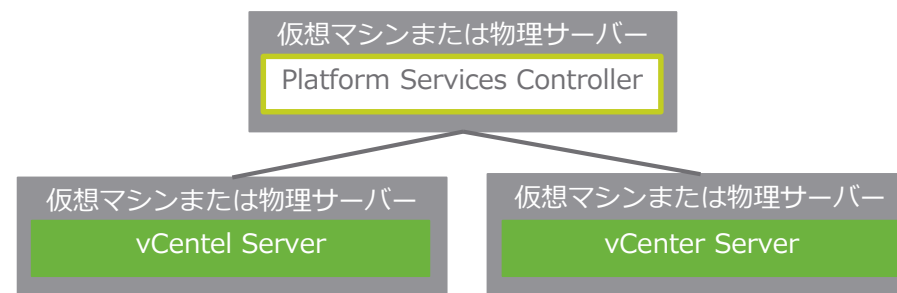 仮想マシンまたは物理サーバー
Platform Services Controller
仮想マシンまたは物理サーバー
vCentel Server
仮想マシンまたは物理サーバー
vCenter Server